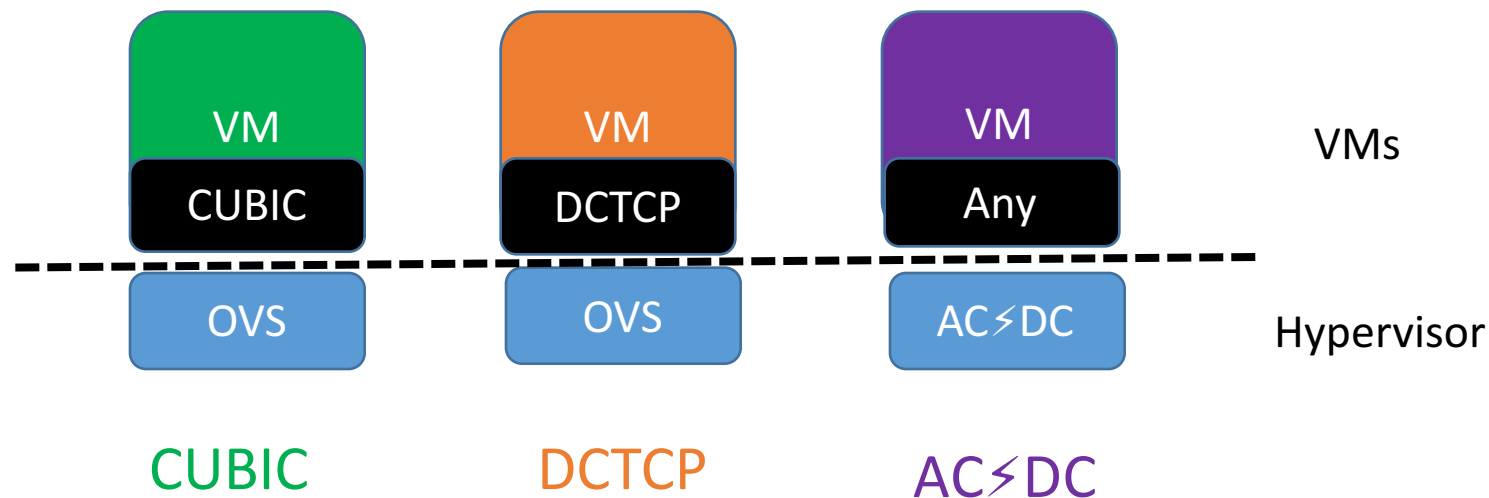 VM
CUBIC
OVS
CUBIC
VM
DCTCP
OVS
DCTCP
VM
Any
AC⚡DC
AC⚡DC
VMs
Hypervisor